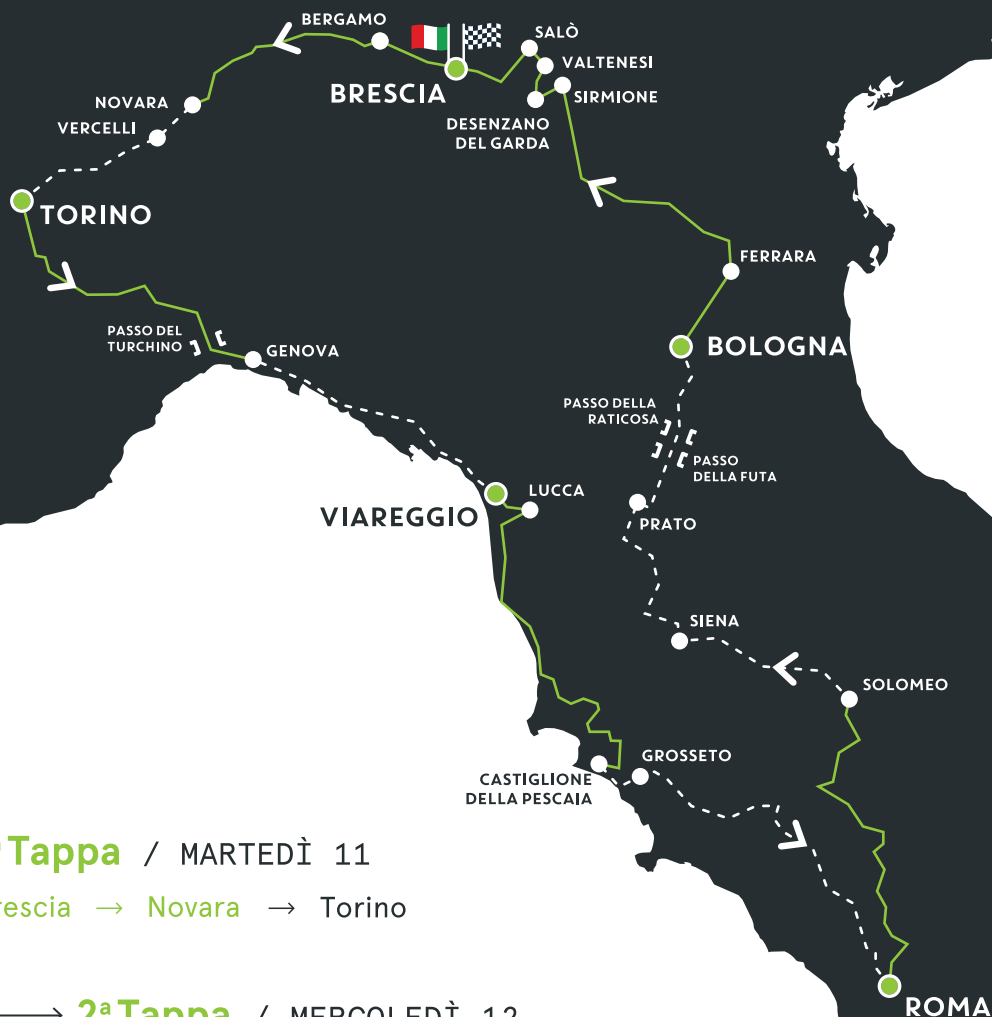 BERGAMO
SALÒ
VALTENESI
BRESCIA
SIRMIONE
NOVARA
DESENZANO
DEL GARDA
VERCELLI
TORINO
FERRARA
PASSO DEL
TURCHINO
GENOVA
BOLOGNA
PASSO DELLA
RATICOSA
PASSO
DELLA FUTA
LUCCA
VIAREGGIO
PRATO
SIENA
SOLOMEO
GROSSETO
CASTIGLIONE
DELLA PESCAIA
Tappa / MARTEDÌ 11
rescia → Novara → Torino
→ 2ª Tappa / MERCOLEDÌ 12
ROMA